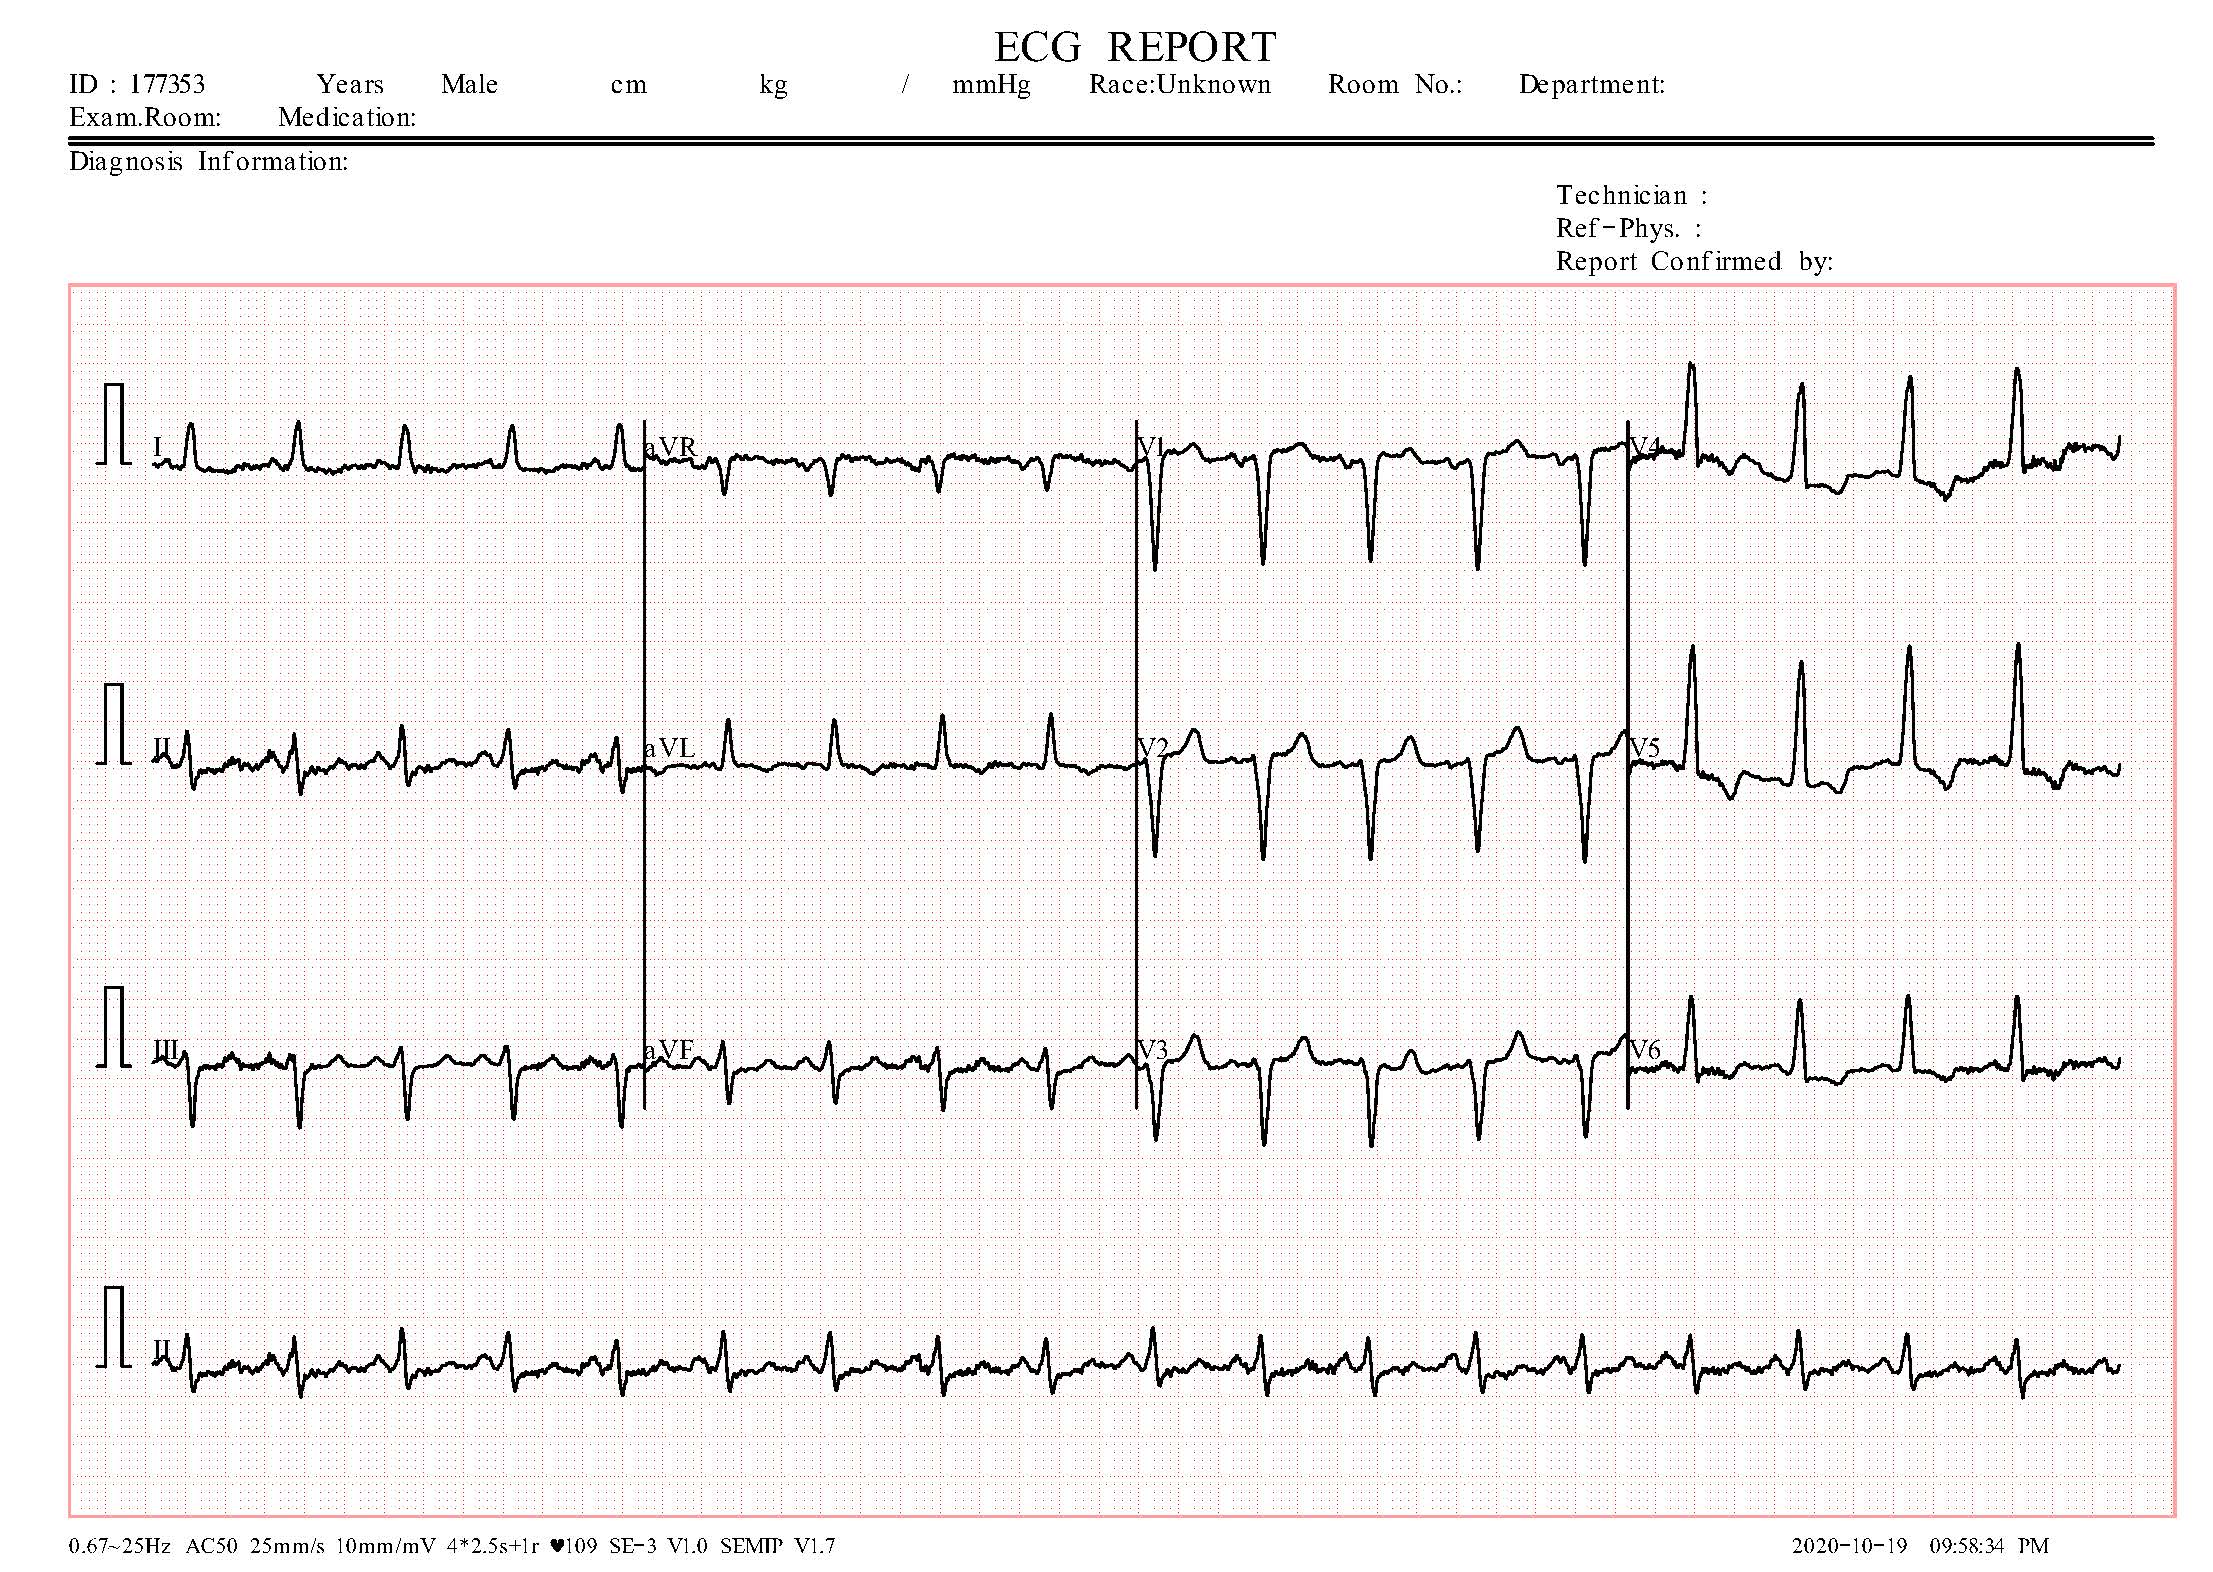 ECG REPORT
ID : 177353 Years Male cm kg / mmHg Race:Unknown Room No.: Department:
Exam.Room: Medication:
Diagnosis Information:
Technician :
Ref-Phys. :
Report Confirmed by:
I aVR V1 V4
II aVL V2 V5
III aVF V3 V6
II
0.67~25Hz AC50 25mm/s 10mm/mV 4*2.5s+1r ♥109 SE-3 V1.0 SEMIP V1.7 2020-10-19 09:58:34 PM